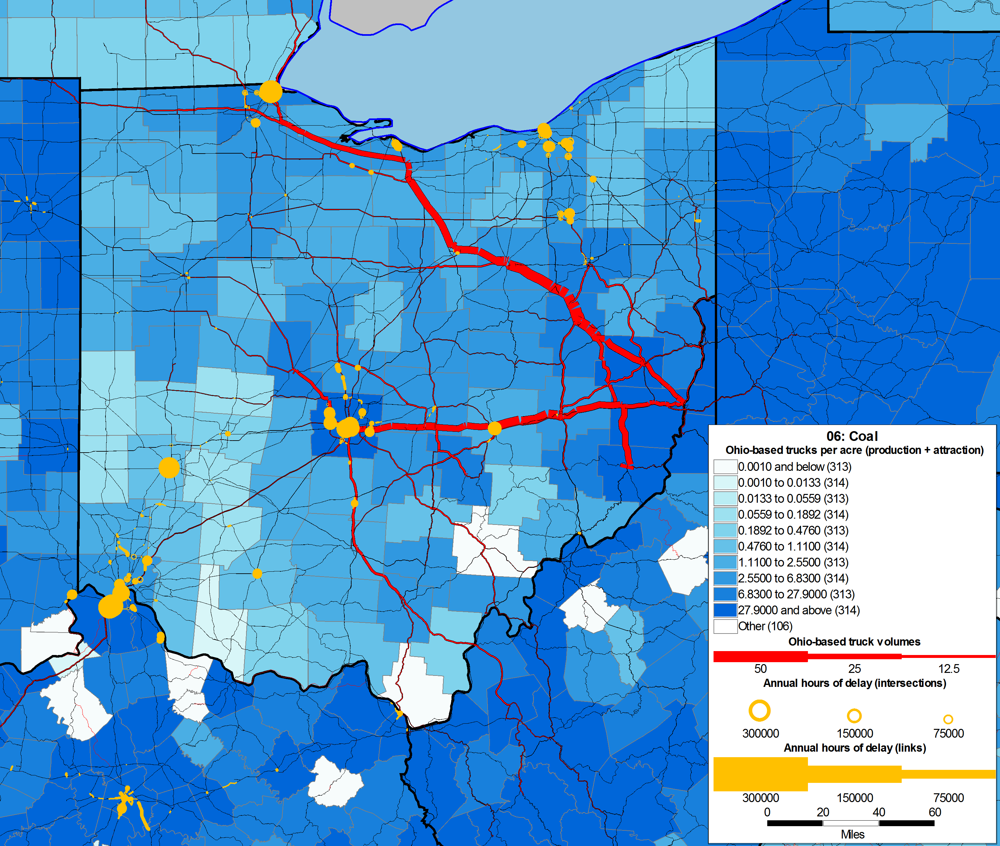 06: Coal
Ohio-based trucks per acre (production + attraction)
0.0010 and below (313)
0.0010 to 0.0133 (314)
0.0133 to 0.0559 (313)
0.0559 to 0.1892 (314)
0.1892 to 0.4760 (313)
0.4760 to 1.1100 (314)
1.1100 to 2.5500 (313)
2.5500 to 6.8300 (314)
6.8300 to 27.9000 (313)
27.9000 and above (314)
Other (106)
Ohio-based truck volumes
50 25 12.5
Annual hours of delay (intersections)
300000 150000 75000
Annual hours of delay (links)
300000 150000 75000
0 20 40 60
Miles